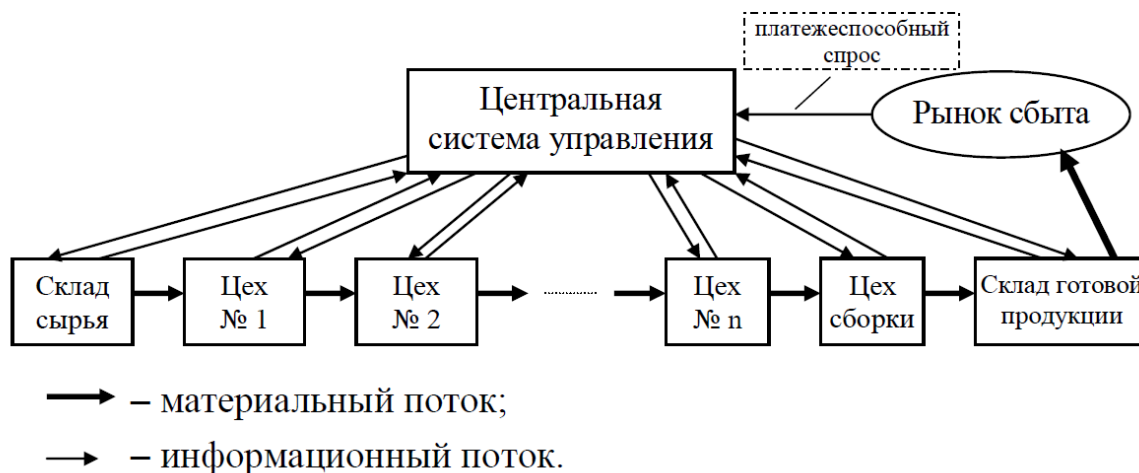 платежеспособный
спрос
Центральная
система управления
Рынок сбыта
Склад
сырья
Цех
№ 1
Цех
№ 2
Цех
№ n
Цех
сборки
Склад готовой
продукции
– материальный поток;
– информационный поток.